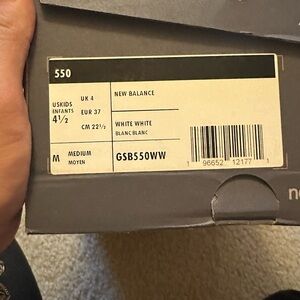 550
USKIDS
INFANTS
4½
UK 4
EUR 37
CM 22½
NEW BALANCE
WHITE WHITE
BLANC BLANC
M
MEDIUM
MOYEN
GSB550WW
1 96652 12177 1
n